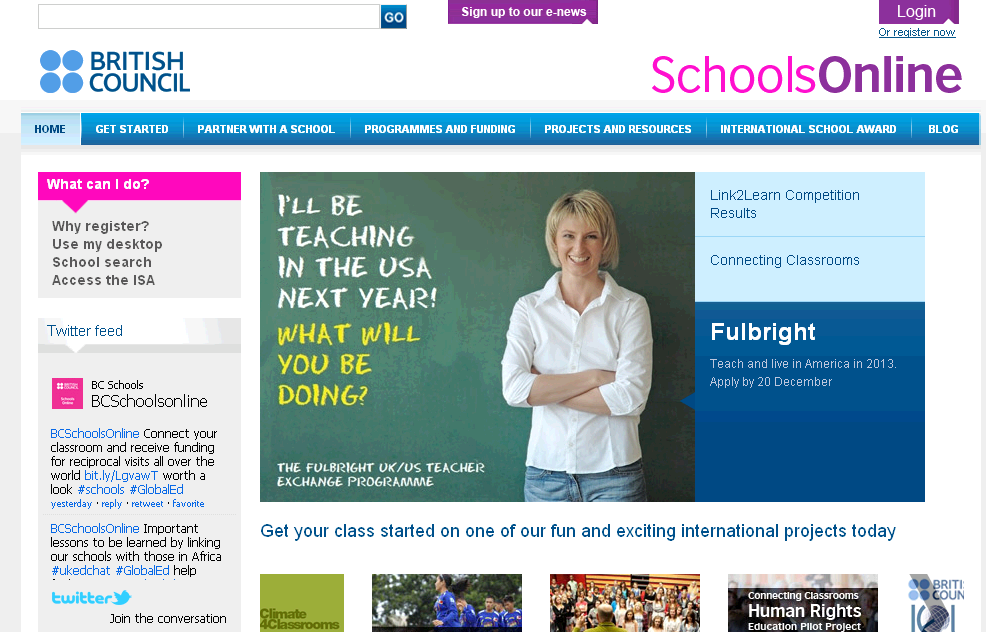 GO
Sign up to our e-news
Login
Or register now
BRITISH
COUNCIL
SchoolsOnline
HOME
GET STARTED
PARTNER WITH A SCHOOL
PROGRAMMES AND FUNDING
PROJECTS AND RESOURCES
INTERNATIONAL SCHOOL AWARD
BLOG
What can I do?
Why register?
Use my desktop
School search
Access the ISA
Twitter feed
BC Schools
BCSchoolsonline
BCSchoolsOnline Connect your
classroom and receive funding
for reciprocal visits all over the
world bit.ly/LgvawT worth a
look #schools #GlobalEd
yesterday · reply · retweet · favorite
BCSchoolsOnline Important
lessons to be learned by linking
our schools with those in Africa
#ukedchat #GlobalEd help
twitter
Join the conversation
I'LL BE
TEACHING
IN THE USA
NEXT YEAR!
WHAT WILL
YOU BE
DOING?
THE FULBRIGHT UK/US TEACHER
EXCHANGE PROGRAMME
Link2Learn Competition
Results
Connecting Classrooms
Fulbright
Teach and live in America in 2013.
Apply by 20 December
Get your class started on one of our fun and exciting international projects today
Climate
4Classrooms
Connecting Classrooms
Human Rights
Education Pilot Project